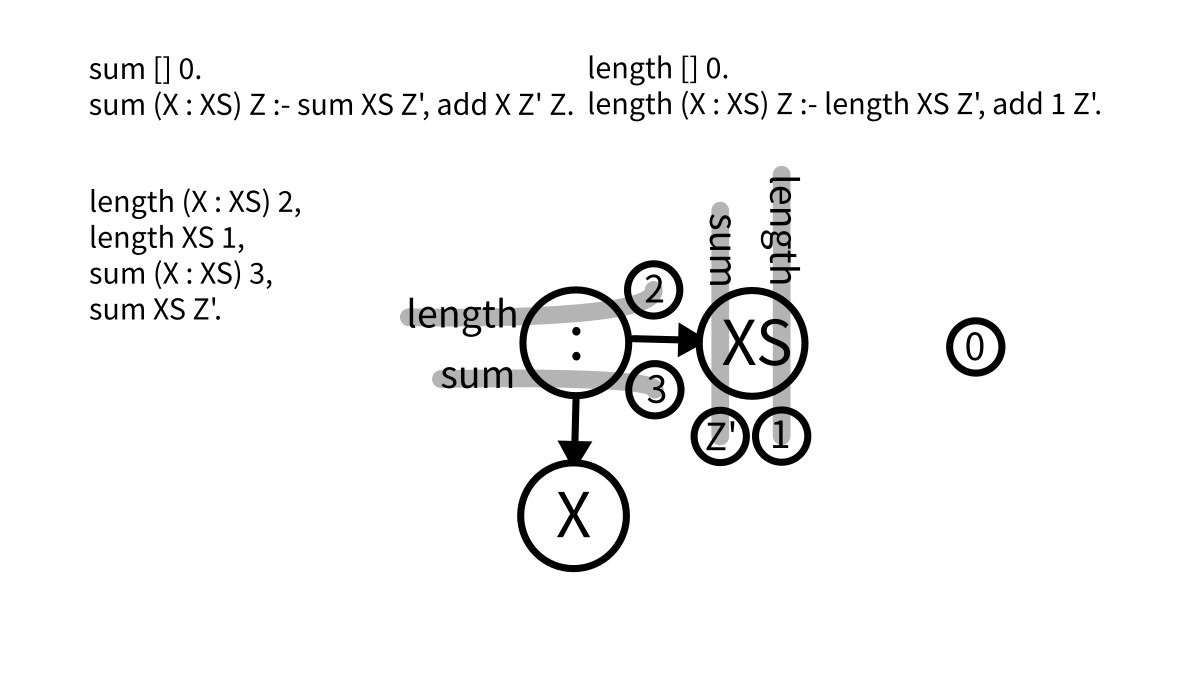 sum [] 0.
sum (X : XS) Z :- sum XS Z', add X Z' Z.
length [] 0.
length (X : XS) Z :- length XS Z', add 1 Z'.
length (X : XS) 2,
length XS 1,
sum (X : XS) 3,
sum XS Z'.
length
sum
:
2
3
X
sum
length
XS
Z'
1
0